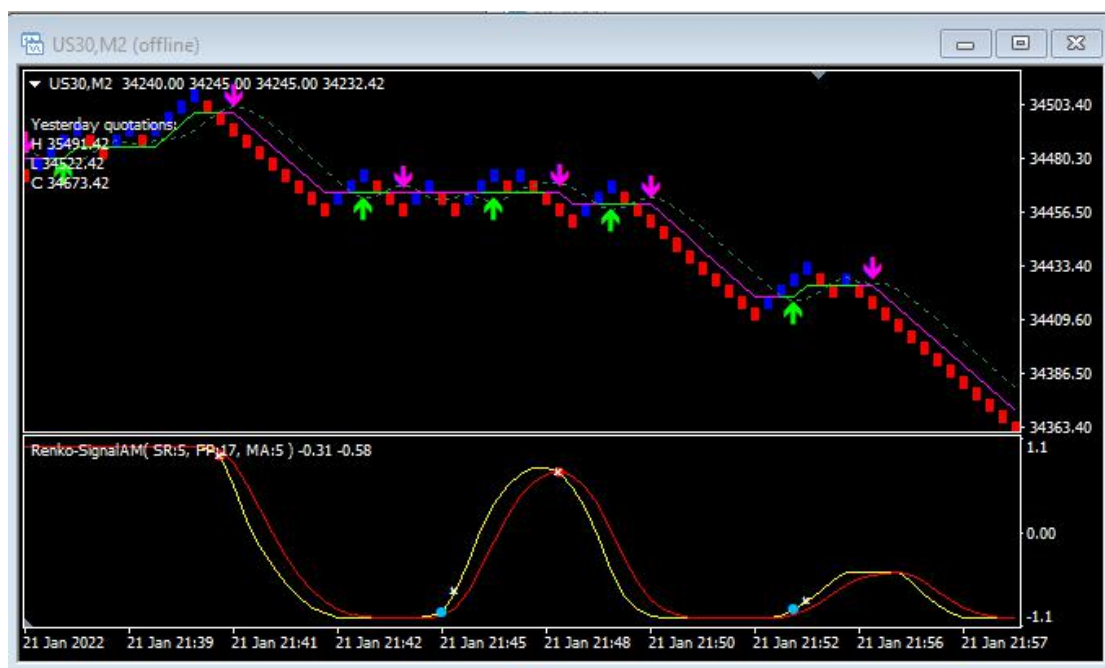 US30,M2 (offline)
US30,M2 34240.00 34245.00 34245.00 34232.42
Yesterday quotations:
H 35491.42
L 34522.42
C 34673.42
34503.40
34480.30
34456.50
34433.40
34409.60
34386.50
34363.40
Renko-SignalAM( SR:5, FP:17, MA:5 ) -0.31 -0.58
1.1
0.00
-1.1
21 Jan 2022 21 Jan 21:39 21 Jan 21:41 21 Jan 21:42 21 Jan 21:45 21 Jan 21:48 21 Jan 21:50 21 Jan 21:52 21 Jan 21:56 21 Jan 21:57